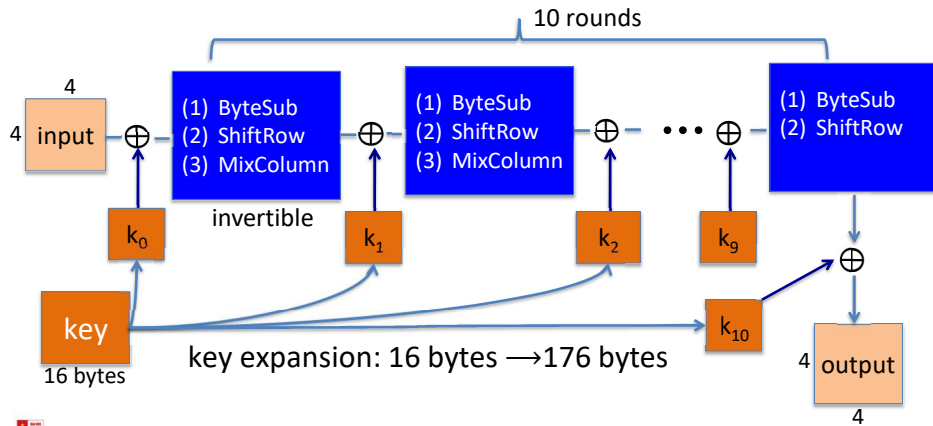 10 rounds
4
4
input
(1) ByteSub
(2) ShiftRow
(3) MixColumn
invertible
(1) ByteSub
(2) ShiftRow
(3) MixColumn
•••
(1) ByteSub
(2) ShiftRow
k0
k1
k2
k9
k10
key
16 bytes
key expansion: 16 bytes ⟶176 bytes
4
output
4